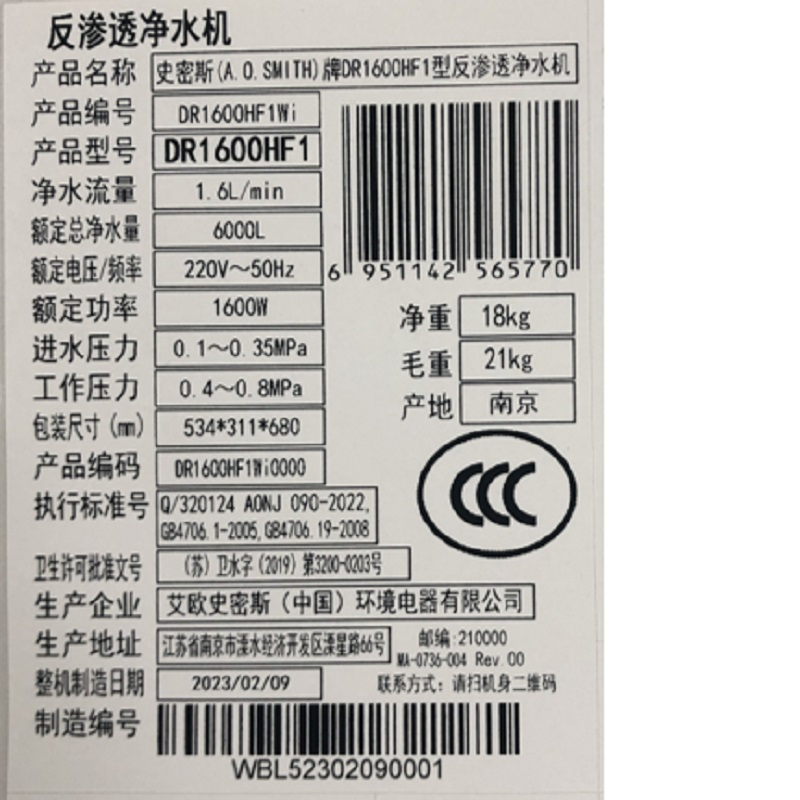 反渗透净水机
产品名称 史密斯(A.O.SMITH)牌DR1600HF1型反渗透净水机
产品编号 DR1600HF1Wi
产品型号 DR1600HF1
净水流量 1.6L/min
额定总净水量 6000L
额定电压/频率 220V～50Hz
6 951142 565770
额定功率 1600W
净重 18kg
进水压力 0.1～0.35MPa
毛重 21kg
工作压力 0.4～0.8MPa
产地 南京
包装尺寸(mm) 534*311*680
产品编码 DR1600HF1Wi0000
CCC
执行标准号 Q/320124 AONJ 090-2022,
GB4706.1-2005,GB4706.19-2008
卫生许可批准文号 (苏)卫水字(2019)第3200-0203号
生产企业 艾欧史密斯（中国）环境电器有限公司
生产地址 江苏省南京市溧水经济开发区溧星路66号 邮编:210000
MA-0736-004 Rev.00
整机制造日期 2023/02/09 联系方式：请扫机身二维码
制造编号
WBL52302090001